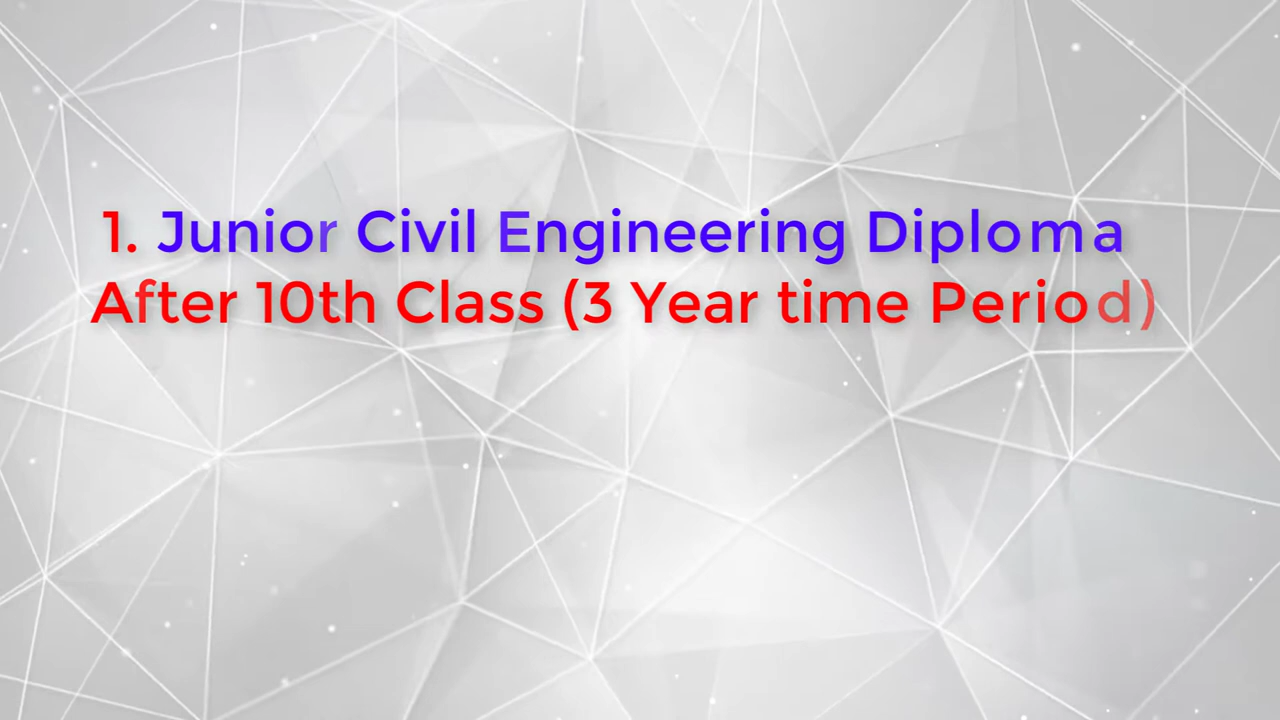 1. Junior Civil Engineering Diploma
After 10th Class (3 Year time Period)